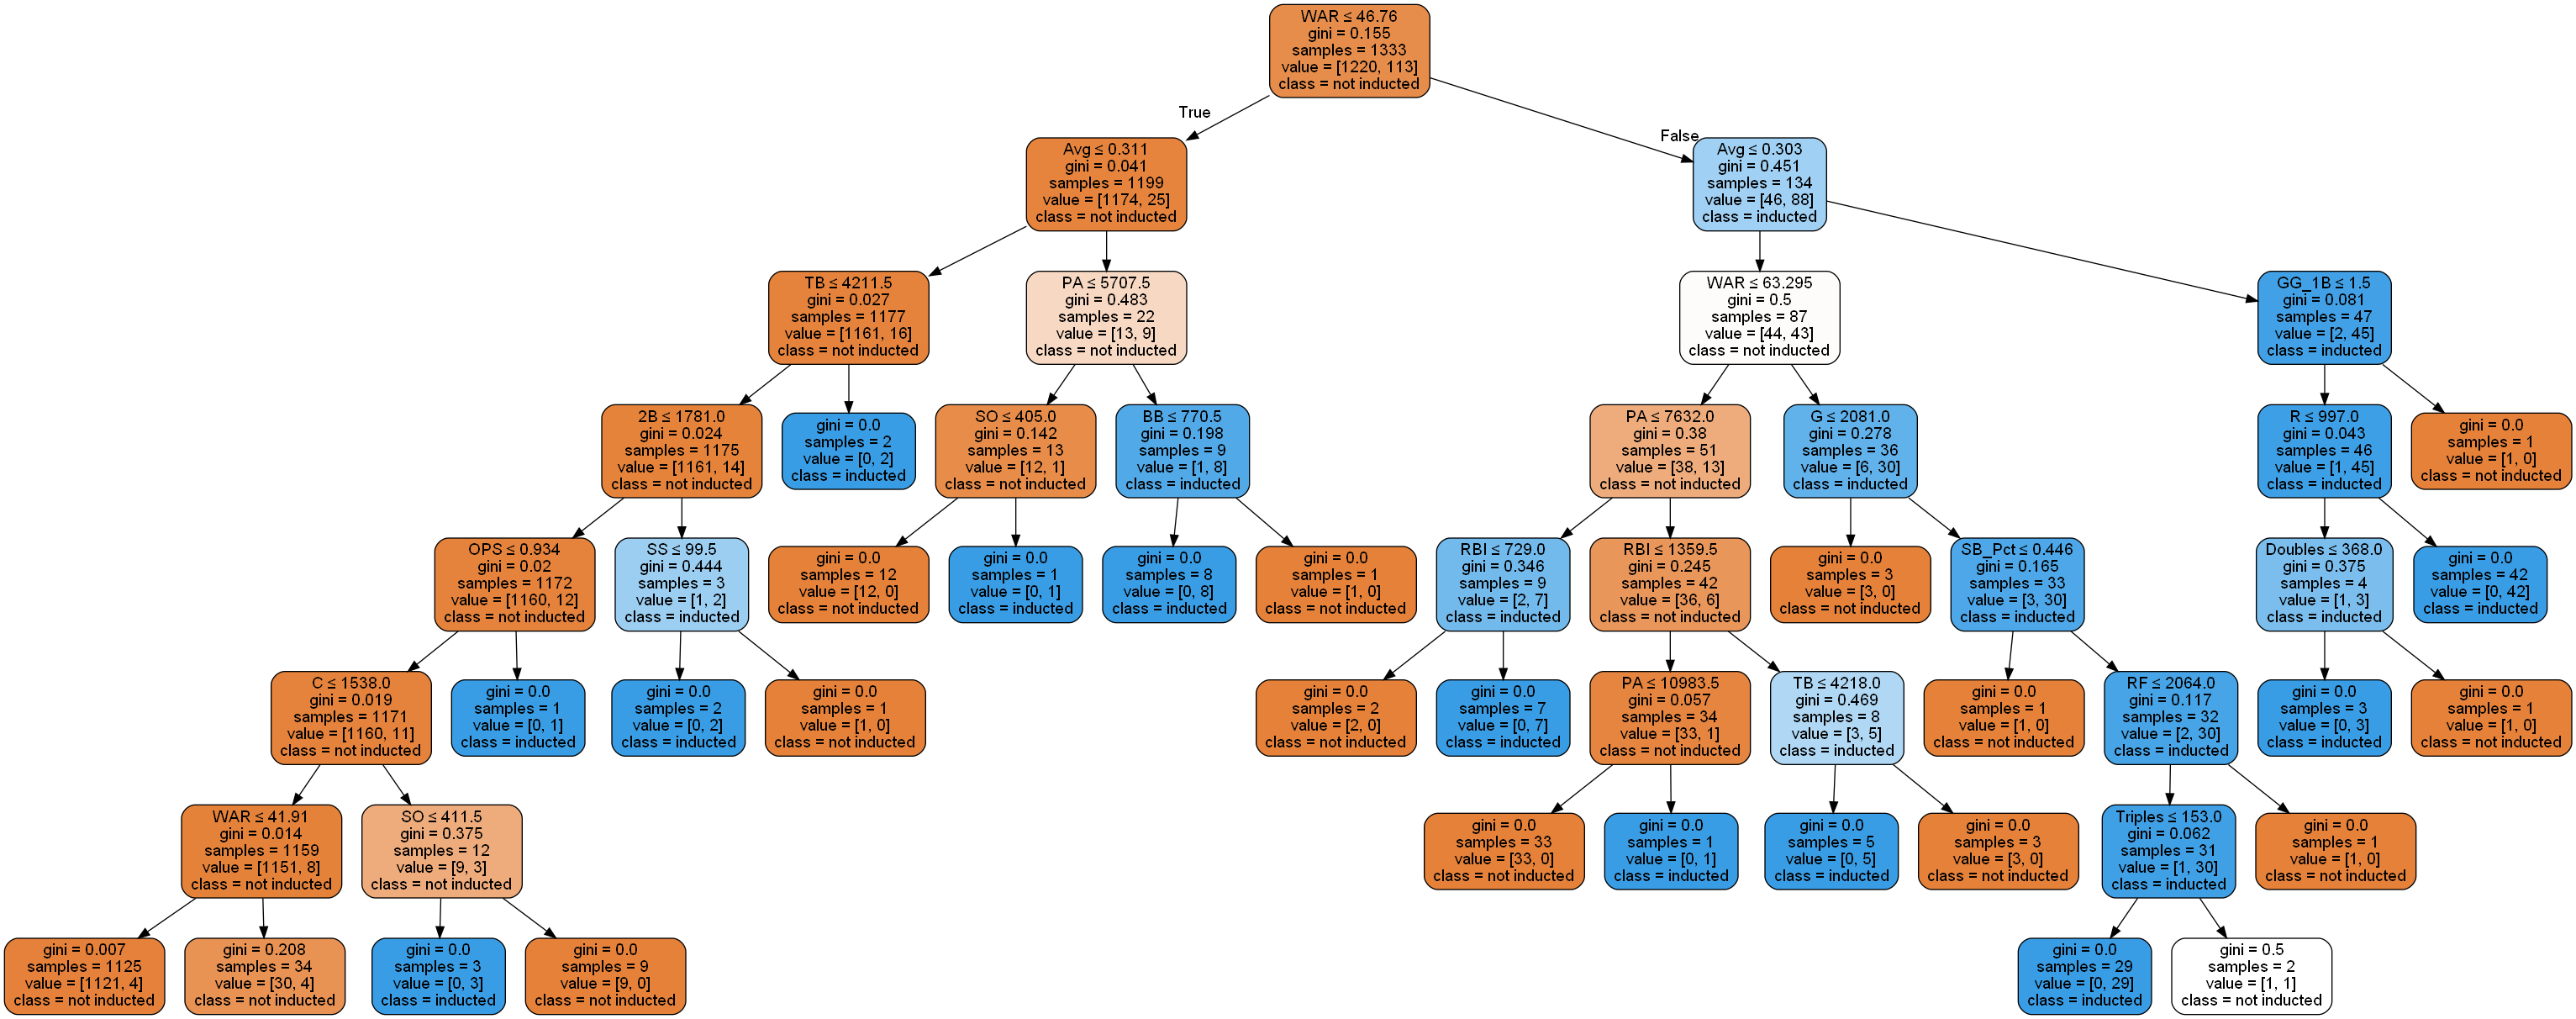 WAR ≤ 46.76
gini = 0.155
samples = 1333
value = [1220, 113]
class = not inducted
True
False
Avg ≤ 0.311
gini = 0.041
samples = 1199
value = [1174, 25]
class = not inducted
Avg ≤ 0.303
gini = 0.451
samples = 134
value = [46, 88]
class = inducted
TB ≤ 4211.5
gini = 0.027
samples = 1177
value = [1161, 16]
class = not inducted
PA ≤ 5707.5
gini = 0.483
samples = 22
value = [13, 9]
class = not inducted
WAR ≤ 63.295
gini = 0.5
samples = 87
value = [44, 43]
class = not inducted
GG_1B ≤ 1.5
gini = 0.081
samples = 47
value = [2, 45]
class = inducted
2B ≤ 1781.0
gini = 0.024
samples = 1175
value = [1161, 14]
class = not inducted
gini = 0.0
samples = 2
value = [0, 2]
class = inducted
SO ≤ 405.0
gini = 0.142
samples = 13
value = [12, 1]
class = not inducted
BB ≤ 770.5
gini = 0.198
samples = 9
value = [1, 8]
class = inducted
PA ≤ 7632.0
gini = 0.38
samples = 51
value = [38, 13]
class = not inducted
G ≤ 2081.0
gini = 0.278
samples = 36
value = [6, 30]
class = inducted
R ≤ 997.0
gini = 0.043
samples = 46
value = [1, 45]
class = inducted
gini = 0.0
samples = 1
value = [1, 0]
class = not inducted
OPS ≤ 0.934
gini = 0.02
samples = 1172
value = [1160, 12]
class = not inducted
SS ≤ 99.5
gini = 0.444
samples = 3
value = [1, 2]
class = inducted
gini = 0.0
samples = 12
value = [12, 0]
class = not inducted
gini = 0.0
samples = 1
value = [0, 1]
class = inducted
gini = 0.0
samples = 8
value = [0, 8]
class = inducted
gini = 0.0
samples = 1
value = [1, 0]
class = not inducted
RBI ≤ 729.0
gini = 0.346
samples = 9
value = [2, 7]
class = inducted
RBI ≤ 1359.5
gini = 0.245
samples = 42
value = [36, 6]
class = not inducted
gini = 0.0
samples = 3
value = [3, 0]
class = not inducted
SB_Pct ≤ 0.446
gini = 0.165
samples = 33
value = [3, 30]
class = inducted
Doubles ≤ 368.0
gini = 0.375
samples = 4
value = [1, 3]
class = inducted
gini = 0.0
samples = 42
value = [0, 42]
class = inducted
C ≤ 1538.0
gini = 0.019
samples = 1171
value = [1160, 11]
class = not inducted
gini = 0.0
samples = 1
value = [0, 1]
class = inducted
gini = 0.0
samples = 2
value = [0, 2]
class = inducted
gini = 0.0
samples = 1
value = [1, 0]
class = not inducted
gini = 0.0
samples = 2
value = [2, 0]
class = not inducted
gini = 0.0
samples = 7
value = [0, 7]
class = inducted
PA ≤ 10983.5
gini = 0.057
samples = 34
value = [33, 1]
class = not inducted
TB ≤ 4218.0
gini = 0.469
samples = 8
value = [3, 5]
class = inducted
gini = 0.0
samples = 1
value = [1, 0]
class = not inducted
RF ≤ 2064.0
gini = 0.117
samples = 32
value = [2, 30]
class = inducted
gini = 0.0
samples = 3
value = [0, 3]
class = inducted
gini = 0.0
samples = 1
value = [1, 0]
class = not inducted
WAR ≤ 41.91
gini = 0.014
samples = 1159
value = [1151, 8]
class = not inducted
SO ≤ 411.5
gini = 0.375
samples = 12
value = [9, 3]
class = not inducted
gini = 0.0
samples = 33
value = [33, 0]
class = not inducted
gini = 0.0
samples = 1
value = [0, 1]
class = inducted
gini = 0.0
samples = 5
value = [0, 5]
class = inducted
gini = 0.0
samples = 3
value = [3, 0]
class = not inducted
Triples ≤ 153.0
gini = 0.062
samples = 31
value = [1, 30]
class = inducted
gini = 0.0
samples = 1
value = [1, 0]
class = not inducted
gini = 0.007
samples = 1125
value = [1121, 4]
class = not inducted
gini = 0.208
samples = 34
value = [30, 4]
class = not inducted
gini = 0.0
samples = 3
value = [0, 3]
class = inducted
gini = 0.0
samples = 9
value = [9, 0]
class = not inducted
gini = 0.0
samples = 29
value = [0, 29]
class = inducted
gini = 0.5
samples = 2
value = [1, 1]
class = not inducted